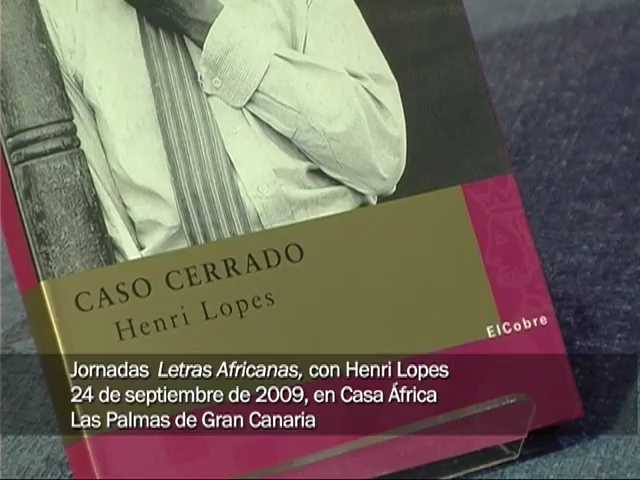 CASO CERRADO
Henri Lopes
ElCobre
Jornadas Letras Africanas, con Henri Lopes
24 de septiembre de 2009, en Casa África
Las Palmas de Gran Canaria